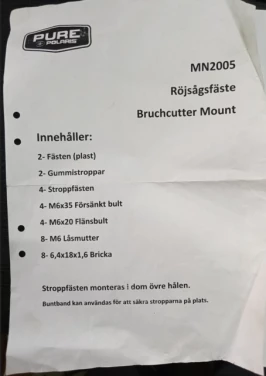 PURE
POLARIS
MN2005
Röjsågsfäste
Bruchcutter Mount
Innehåller:
2- Fästen (plast)
2- Gummistroppar
4- Stroppfästen
4- M6x35 Försänkt bult
4- M6x20 Flänsbult
8- M6 Låsmutter
8- 6,4x18x1,6 Bricka
Stroppfästen monteras i dom övre hålen.
Buntband kan användas för att säkra stropparna på plats.